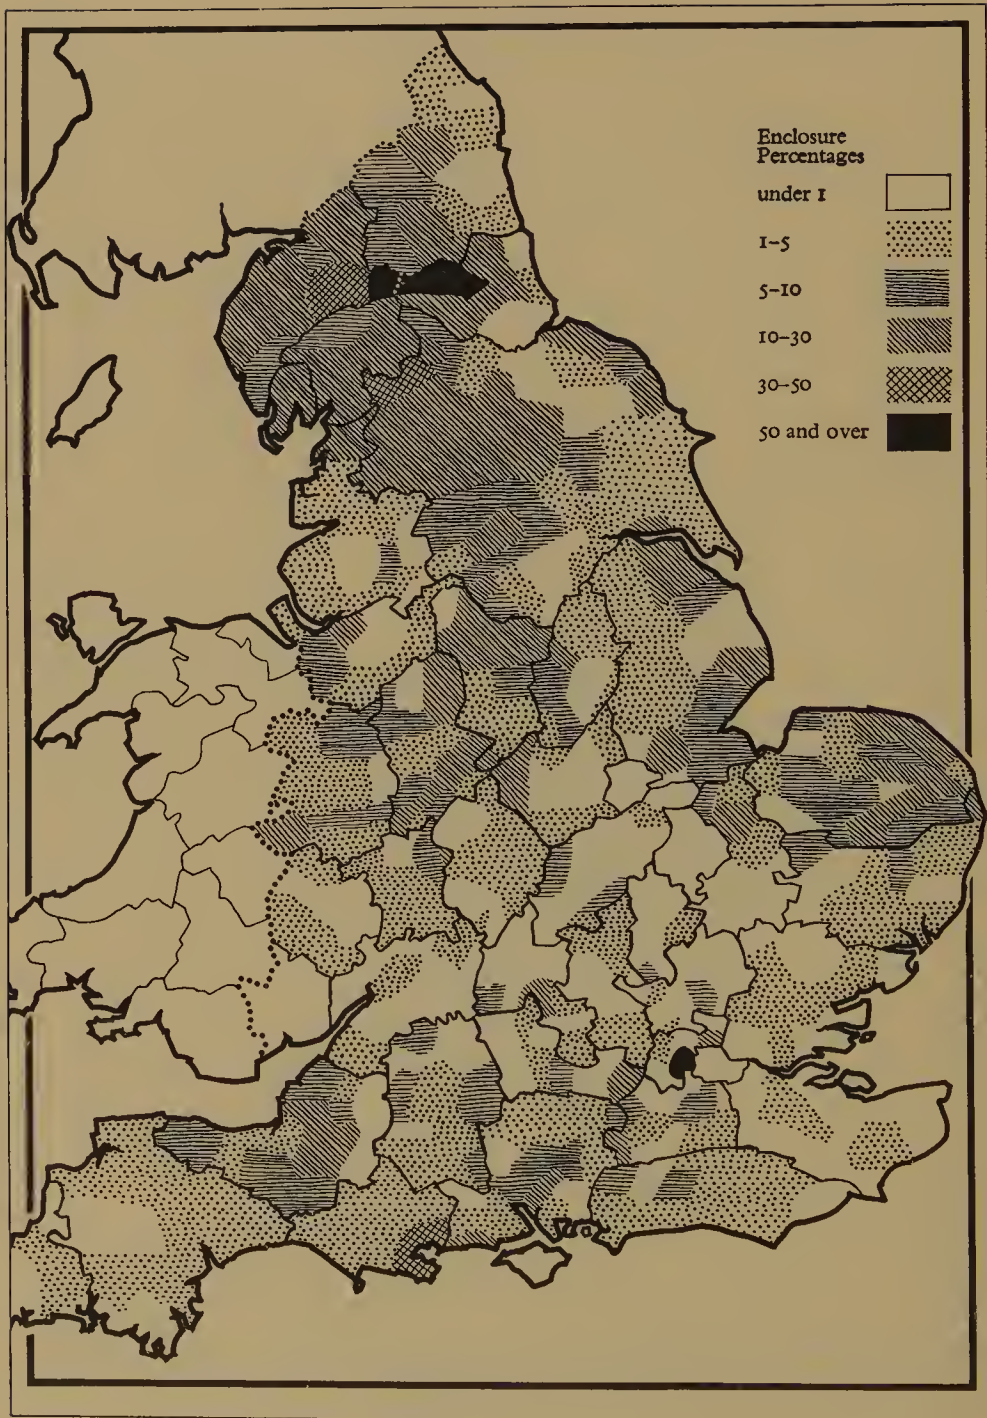 Enclosure
Percentages
under 1
1–5
5–10
10–30
30–50
50 and over